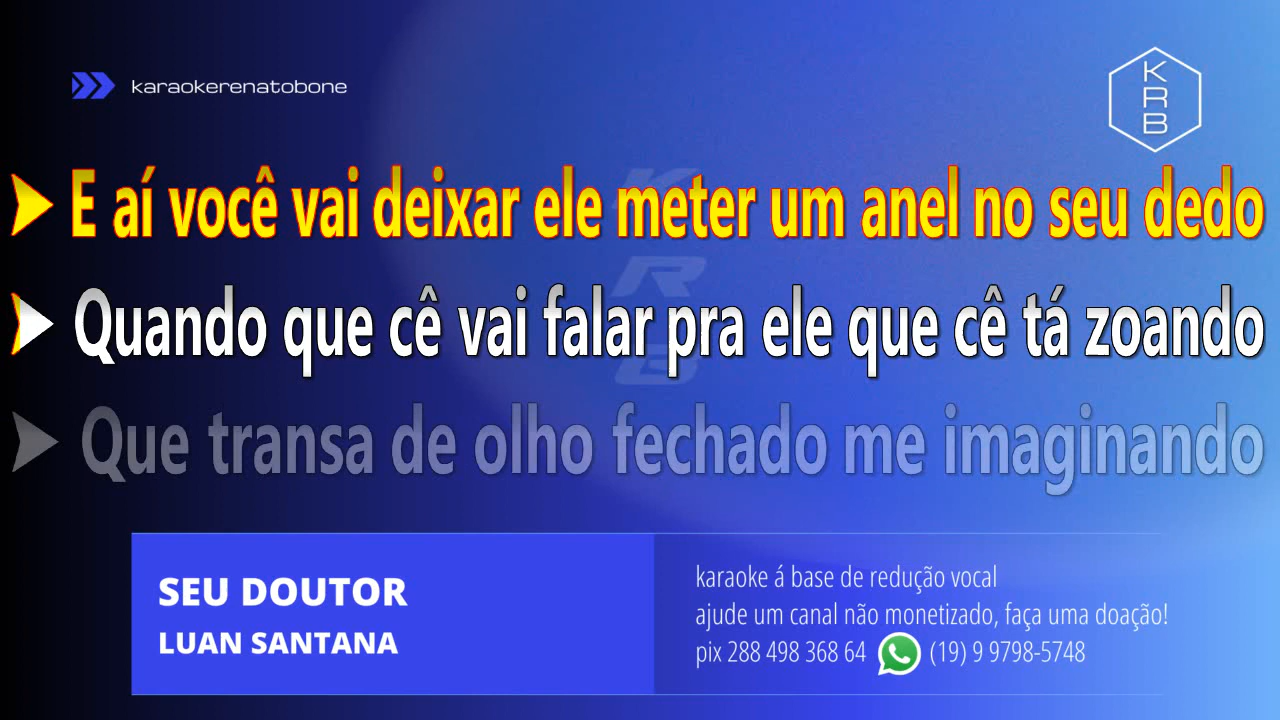 karaokerenatobone
K
R
B
E aí você vai deixar ele meter um anel no seu dedo
Quando que cê vai falar pra ele que cê tá zoando
Que transa de olho fechado me imaginando
K
R
B
SEU DOUTOR
LUAN SANTANA
karaoke á base de redução vocal
ajude um canal não monetizado, faça uma doação!
pix 288 498 368 64 (19) 9 9798-5748